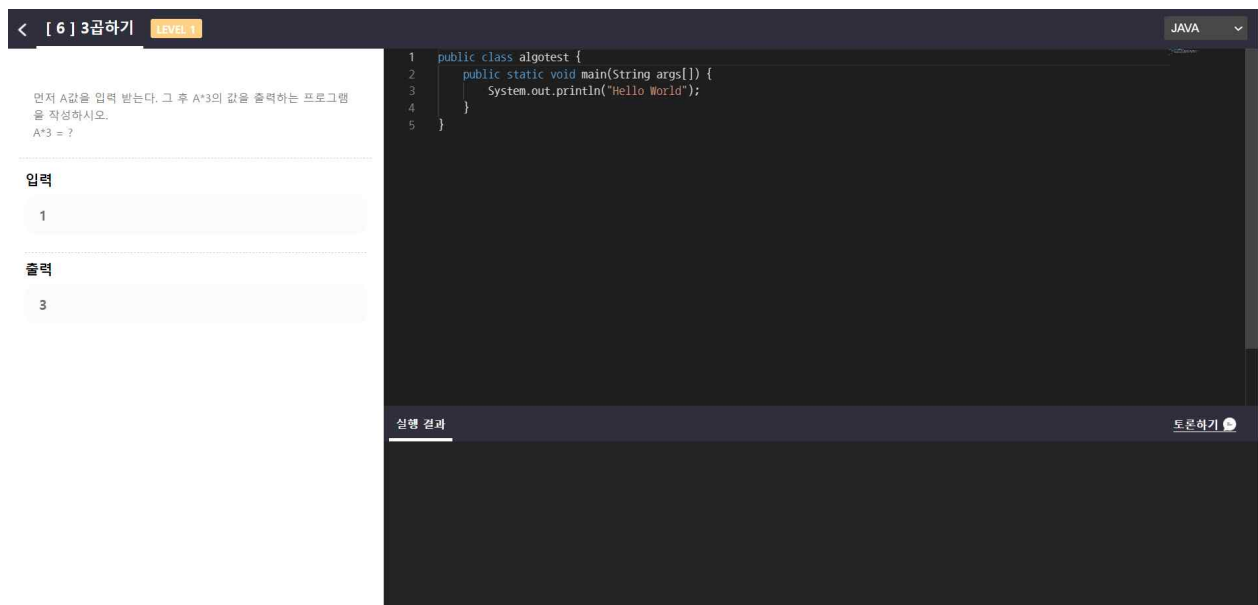 [ 6 ] 3곱하기 LEVEL 1
JAVA
먼저 A값을 입력 받는다. 그 후 A*3의 값을 출력하는 프로그램
을 작성하시오.
A*3 = ?
입력
1
출력
3
1 public class algotest {
2 public static void main(String args[]) {
3 System.out.println("Hello World");
4 }
5 }
실행 결과
토론하기